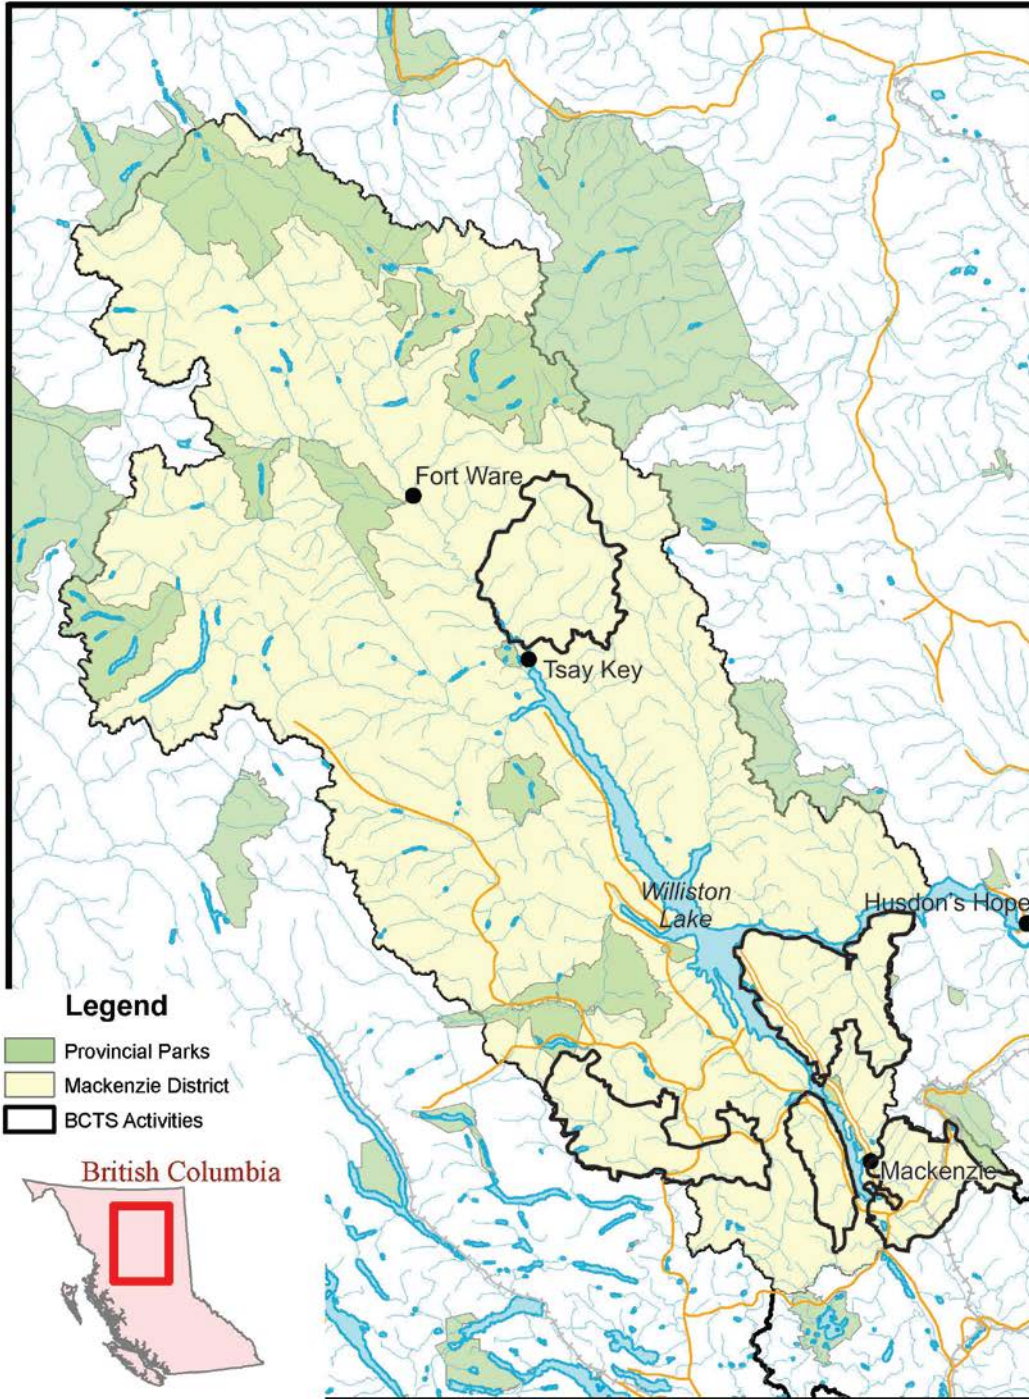 Fort Ware
Tsay Key
Williston
Lake
Husdon's Hope
Mackenzie
Legend
Provincial Parks
Mackenzie District
BCTS Activities
British Columbia